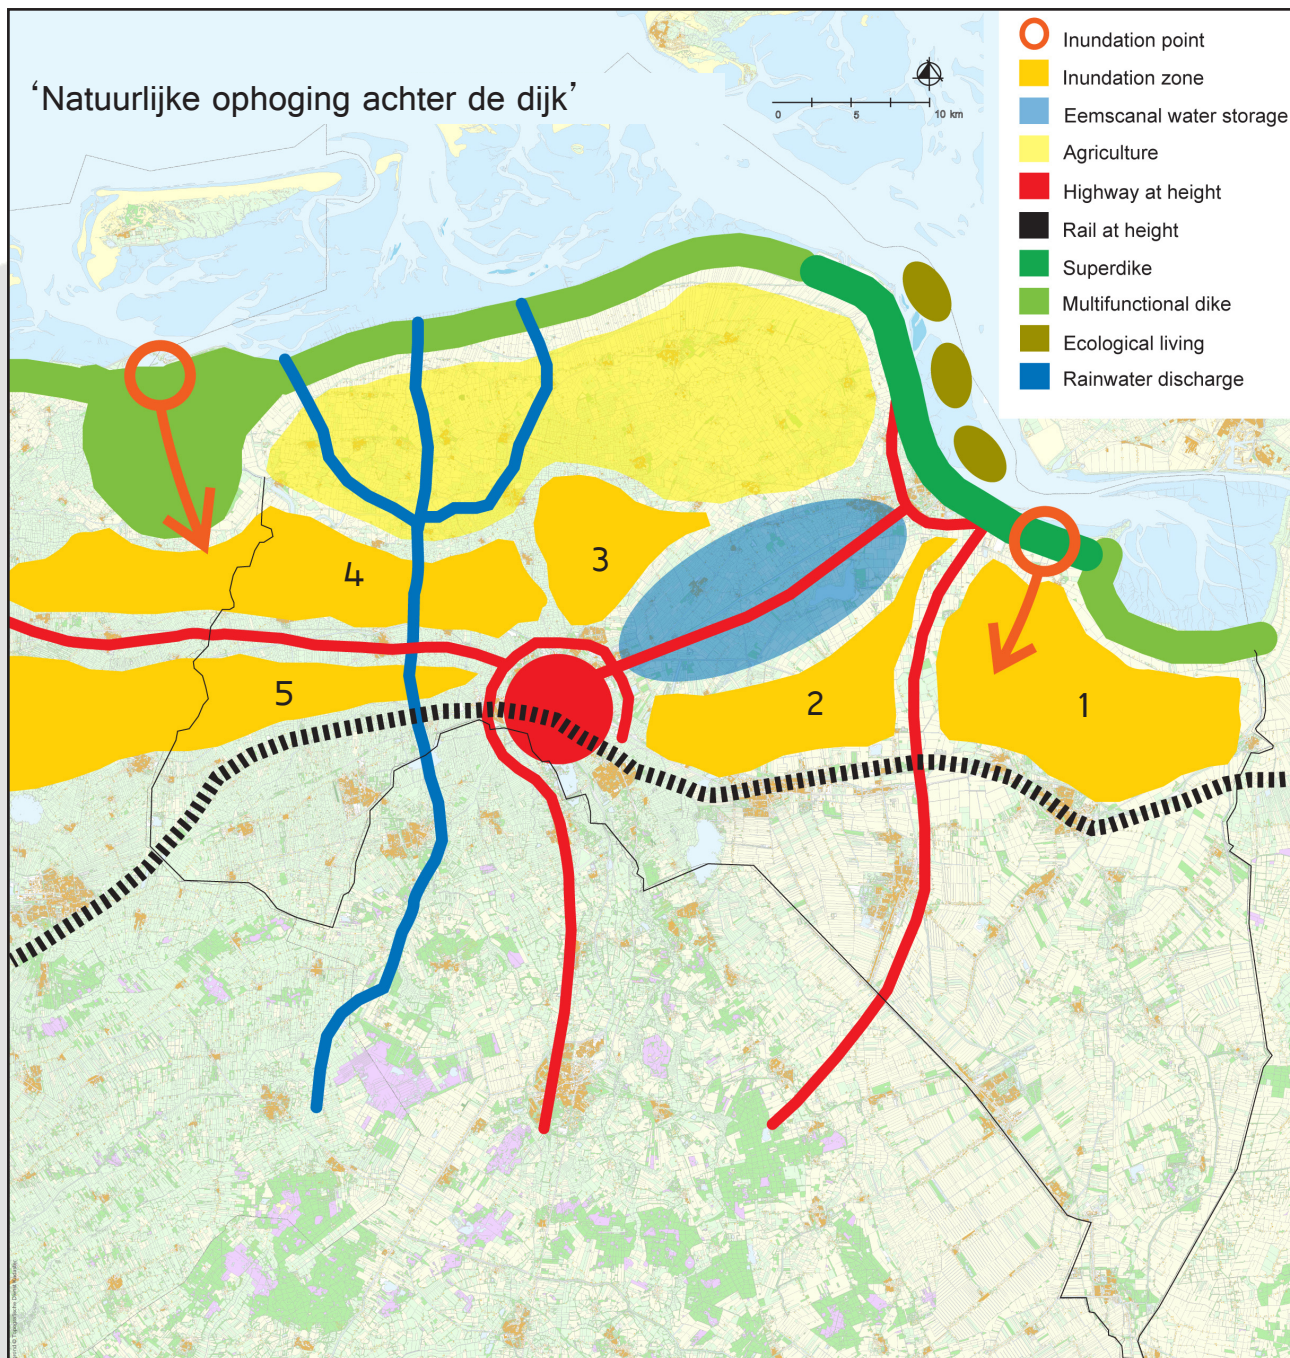 ‘Natuurlijke ophoging achter de dijk’
0 5 10 km
Inundation point
Inundation zone
Eemscanal water storage
Agriculture
Highway at height
Rail at height
Superdike
Multifunctional dike
Ecological living
Rainwater discharge
3
4
5
2
1